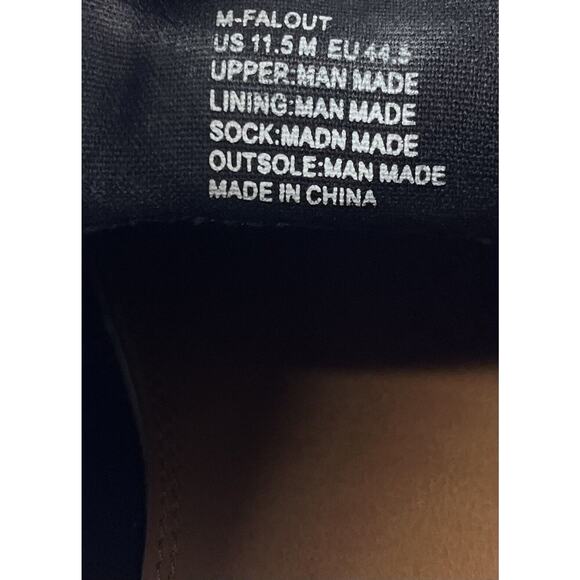 M-FALOUT
US 11.5 M EU 44.5
UPPER:MAN MADE
LINING:MAN MADE
SOCK:MADN MADE
OUTSOLE:MAN MADE
MADE IN CHINA